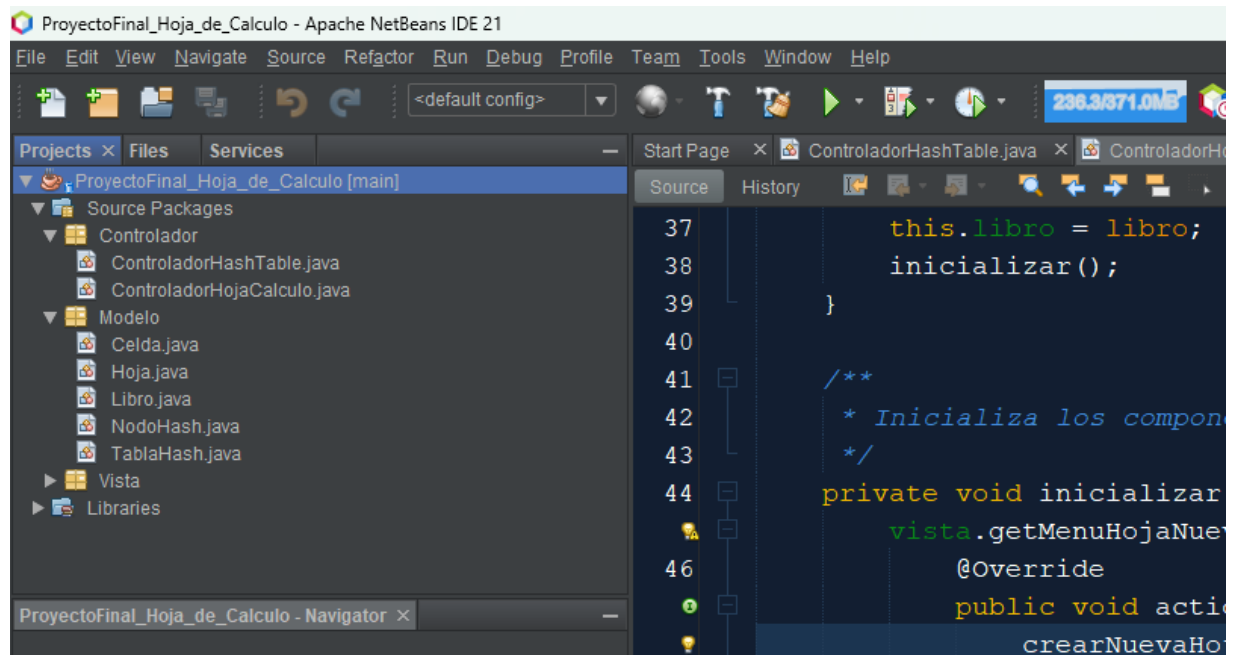 ProyectoFinal_Hoja_de_Calculo - Apache NetBeans IDE 21
File Edit View Navigate Source Refactor Run Debug Profile Team Tools Window Help
<default config>
236.3/371.0MB
Projects Files Services
Start Page ControladorHashTable.java ControladorHo
ProyectoFinal_Hoja_de_Calculo [main]
Source Packages
Controlador
ControladorHashTable.java
ControladorHojaCalculo.java
Modelo
Celda.java
Hoja.java
Libro.java
NodoHash.java
TablaHash.java
Vista
Libraries
ProyectoFinal_Hoja_de_Calculo - Navigator
Source History
37 this.libro = libro;
38 inicializar();
39 }
40
41 /**
42 * Inicializa los compone
43 */
44 private void inicializar
vista.getMenuHojaNuev
46 @Override
public void actio
crearNuevaHoj